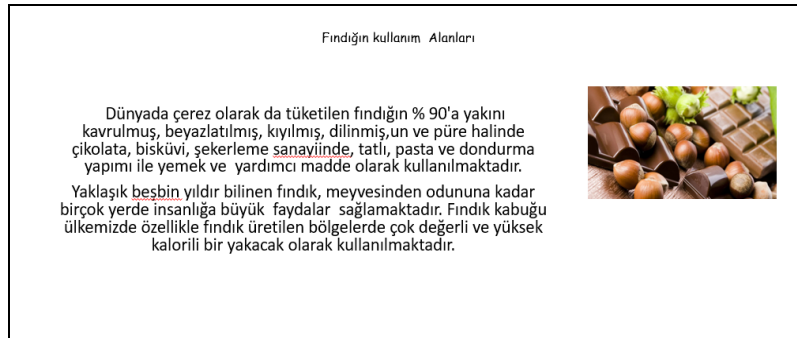 Fındığın kullanım Alanları
Dünyada çerez olarak da tüketilen fındığın % 90'a yakını
kavrulmuş, beyazlatılmış, kıyılmış, dilinmiş,un ve püre halinde
çikolata, bisküvi, şekerleme sanayiinde, tatlı, pasta ve dondurma
yapımı ile yemek ve yardımcı madde olarak kullanılmaktadır.
Yaklaşık beşbin yıldır bilinen fındık, meyvesinden odununa kadar
birçok yerde insanlığa büyük faydalar sağlamaktadır. Fındık kabuğu
ülkemizde özellikle fındık üretilen bölgelerde çok değerli ve yüksek
kalorili bir yakacak olarak kullanılmaktadır.